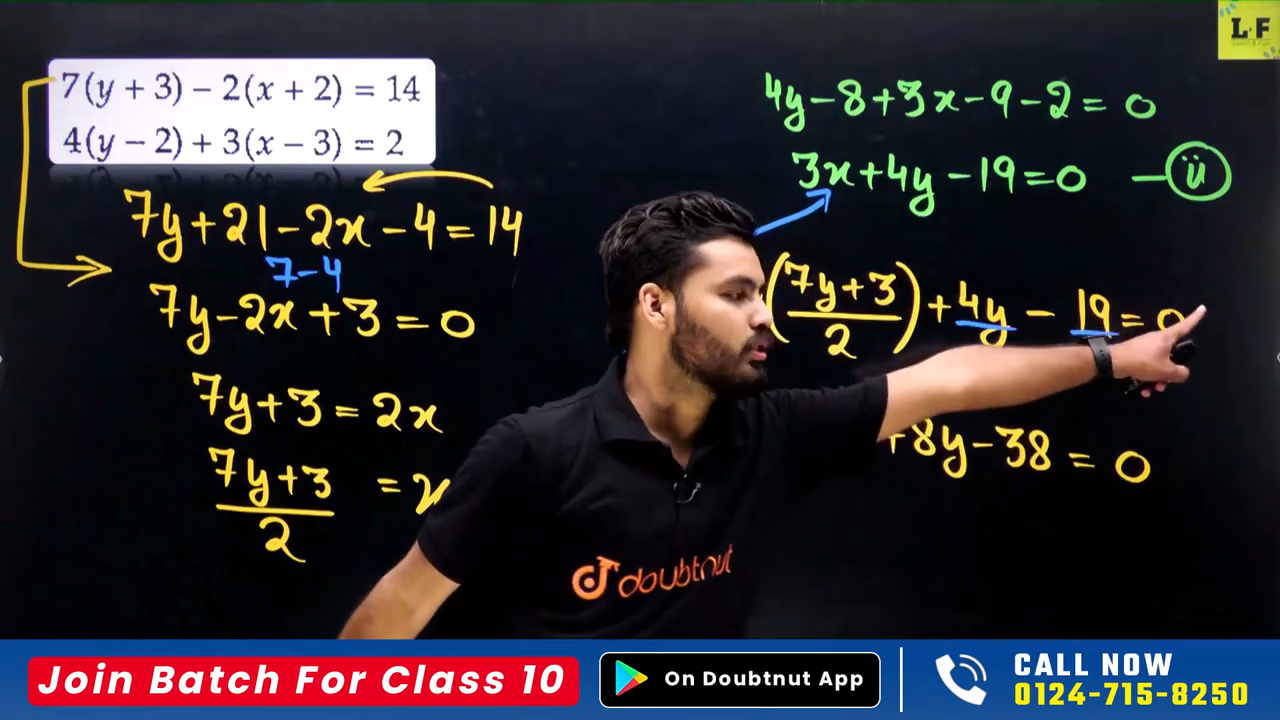 7(y + 3) − 2(x + 2) = 14
4(y − 2) + 3(x − 3) = 2
7y+21-2x-4=14
7-4
7y-2x+3=0
7y+3=2x
7y+3
2
=x
4y-8+3x-9-2=0
3x+4y-19=0 - (ii)
(7y+3
2) +4y-19=0
+8y-38=0
L&F
doubtnut
Join Batch For Class 10
On Doubtnut App
CALL NOW
0124-715-8250